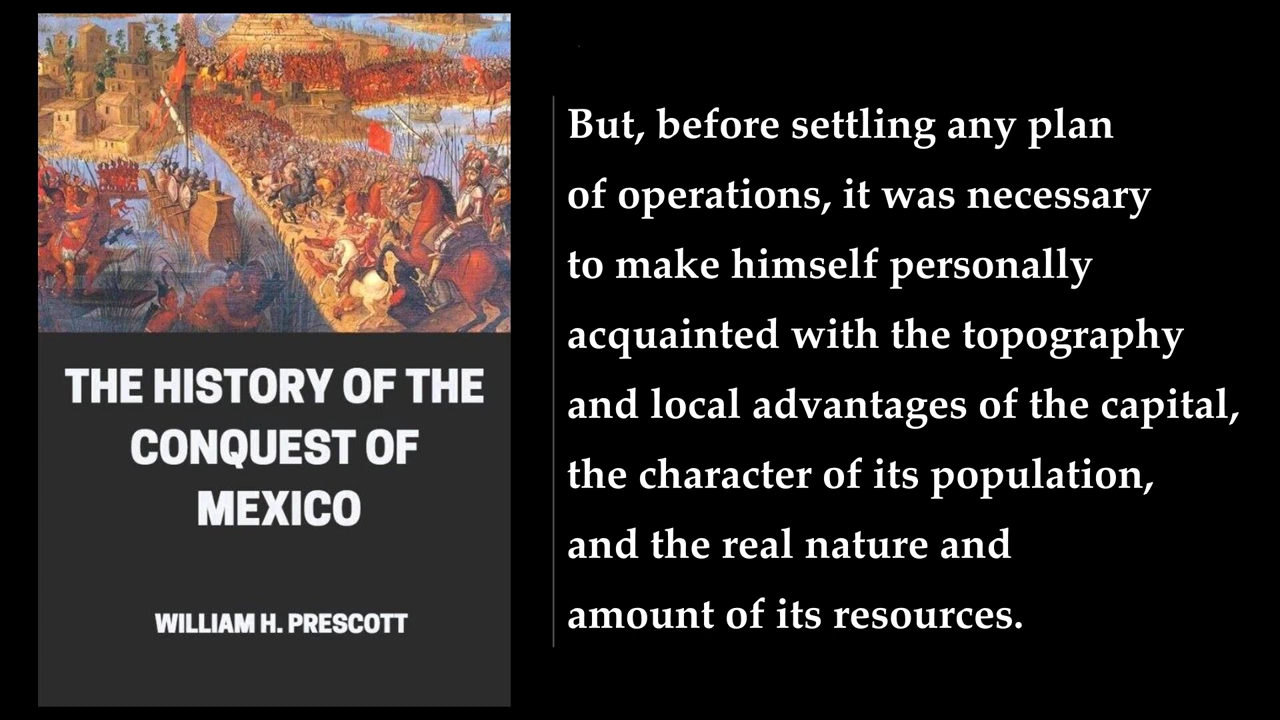 THE HISTORY OF THE
CONQUEST OF
MEXICO
WILLIAM H. PRESCOTT
But, before settling any plan
of operations, it was necessary
to make himself personally
acquainted with the topography
and local advantages of the capital,
the character of its population,
and the real nature and
amount of its resources.